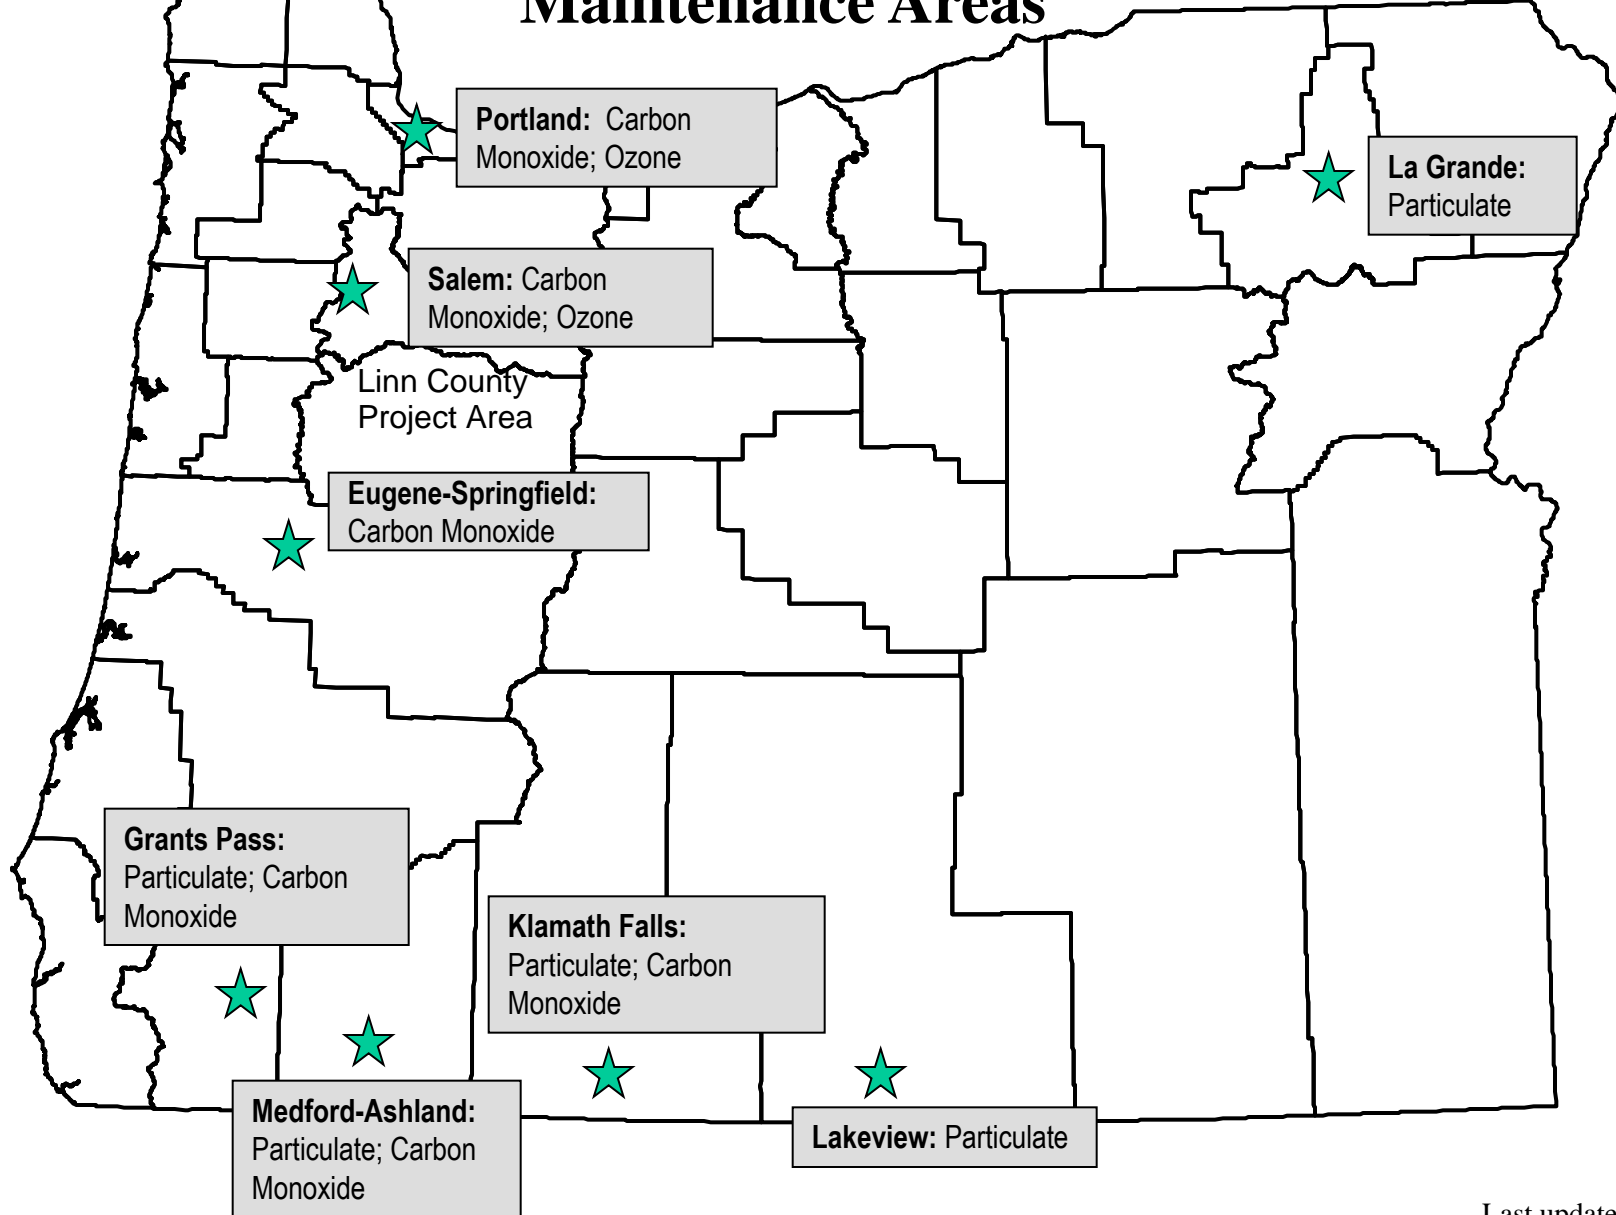 Maintenance Areas
Portland: Carbon
Monoxide; Ozone
La Grande:
Particulate
Salem: Carbon
Monoxide; Ozone
Linn County
Project Area
Eugene-Springfield:
Carbon Monoxide
Grants Pass:
Particulate; Carbon
Monoxide
Klamath Falls:
Particulate; Carbon
Monoxide
Medford-Ashland:
Particulate; Carbon
Monoxide
Lakeview: Particulate
Last update